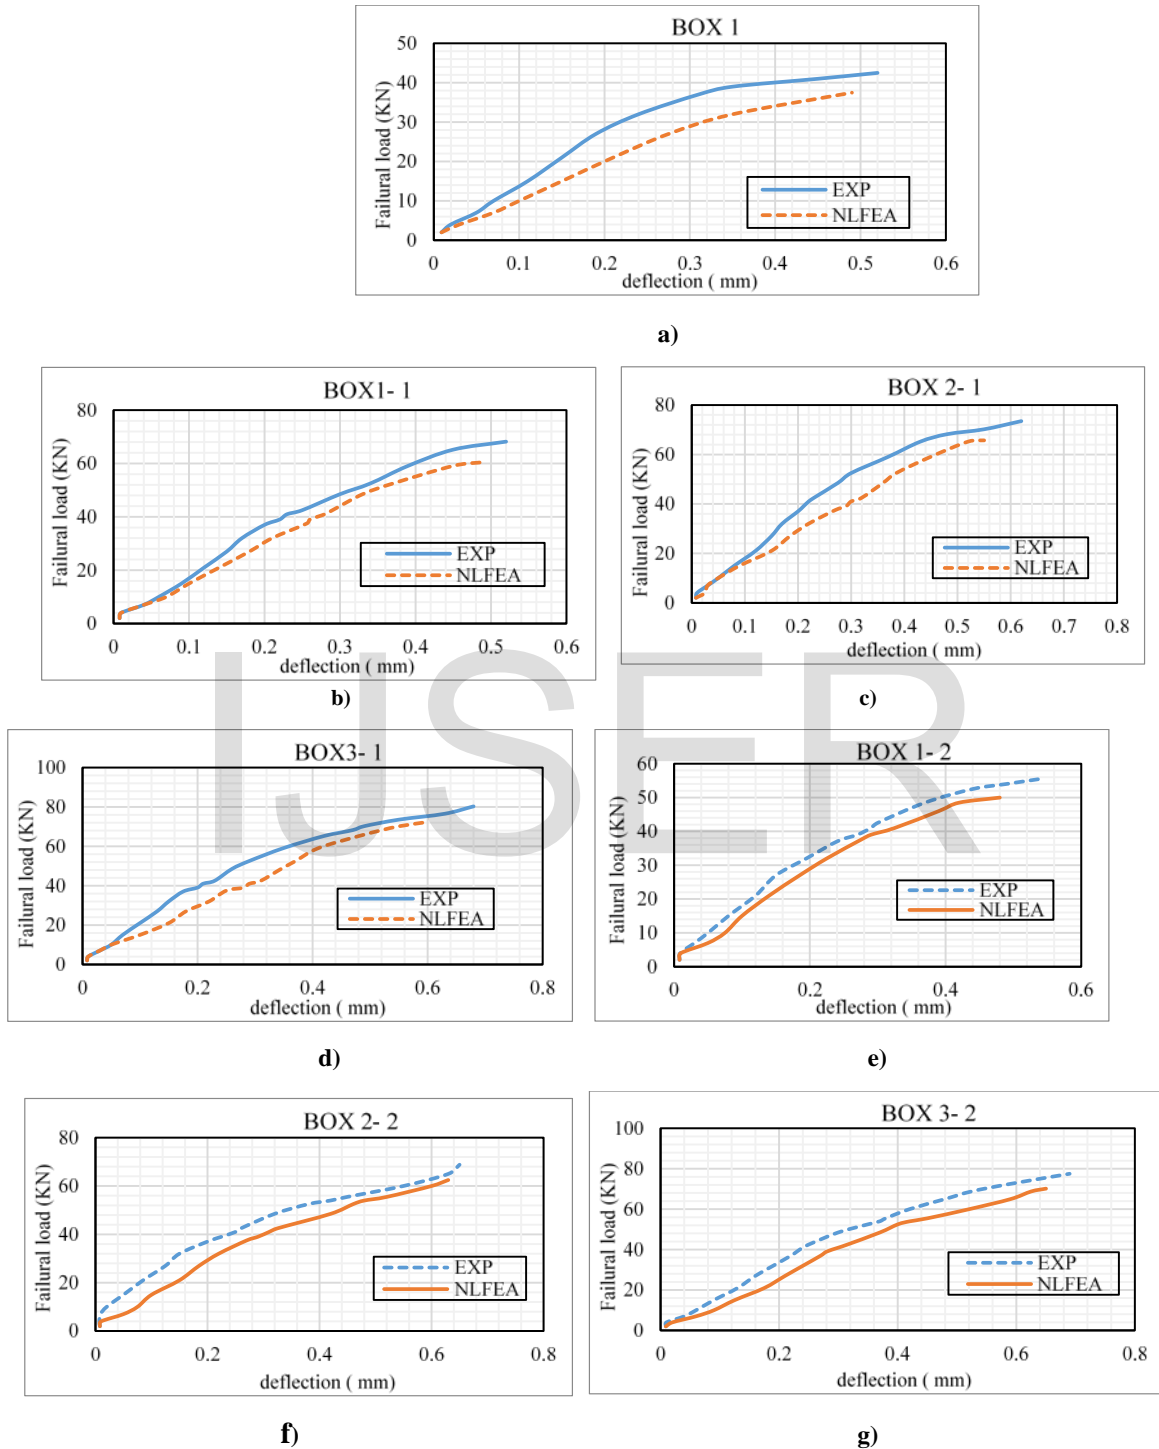 BOX 1
50
40
30
20
10
0
Failural load (KN)
EXP
NLFEA
0 0.1 0.2 0.3 0.4 0.5 0.6
deflection ( mm)
a)
BOX1- 1
80
60
40
20
0
Failural load (KN)
EXP
NLFEA
0 0.1 0.2 0.3 0.4 0.5 0.6
deflection ( mm)
b)
BOX 2- 1
80
60
40
20
0
Failural load (KN)
EXP
NLFEA
0 0.1 0.2 0.3 0.4 0.5 0.6 0.7 0.8
deflection ( mm)
c)
IJSER
BOX3- 1
100
80
60
40
20
0
Failural load (KN)
EXP
NLFEA
0 0.2 0.4 0.6 0.8
deflection ( mm)
d)
BOX 1- 2
60
50
40
30
20
10
0
Failural load (KN)
EXP
NLFEA
0 0.2 0.4 0.6
deflection ( mm)
e)
BOX 2- 2
80
60
40
20
0
Failural load (KN)
EXP
NLFEA
0 0.2 0.4 0.6 0.8
deflection ( mm)
f)
BOX 3- 2
100
80
60
40
20
0
Failural load (KN)
EXP
NLFEA
0 0.2 0.4 0.6 0.8
deflection ( mm)
g)